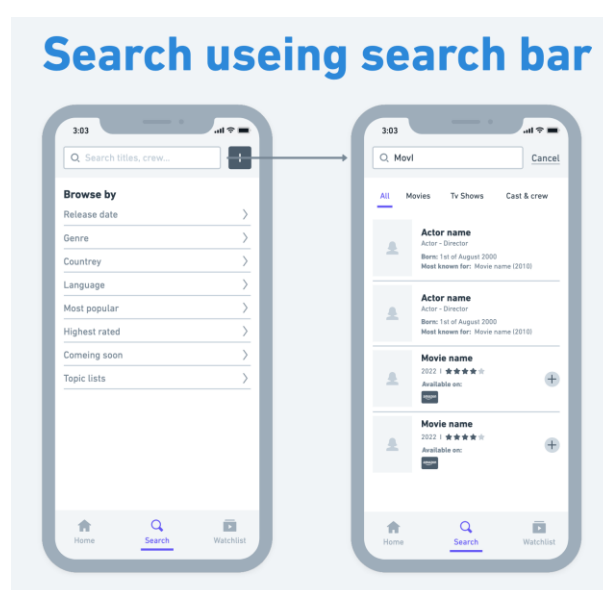 Search useing search bar
3:03
Search titles, crew...
Browse by
Release date
Genre
Countrey
Language
Most popular
Highest rated
Comeing soon
Topic lists
Home
Search
Watchlist
3:03
Movl
Cancel
All Movies Tv Shows Cast & crew
Actor name
Actor - Director
Born: 1st of August 2000
Most known for: Movie name (2010)
Actor name
Actor - Director
Born: 1st of August 2000
Most known for: Movie name (2010)
Movie name
2022 |
Available on:
amazon
Movie name
2022 |
Available on:
amazon
Home
Search
Watchlist